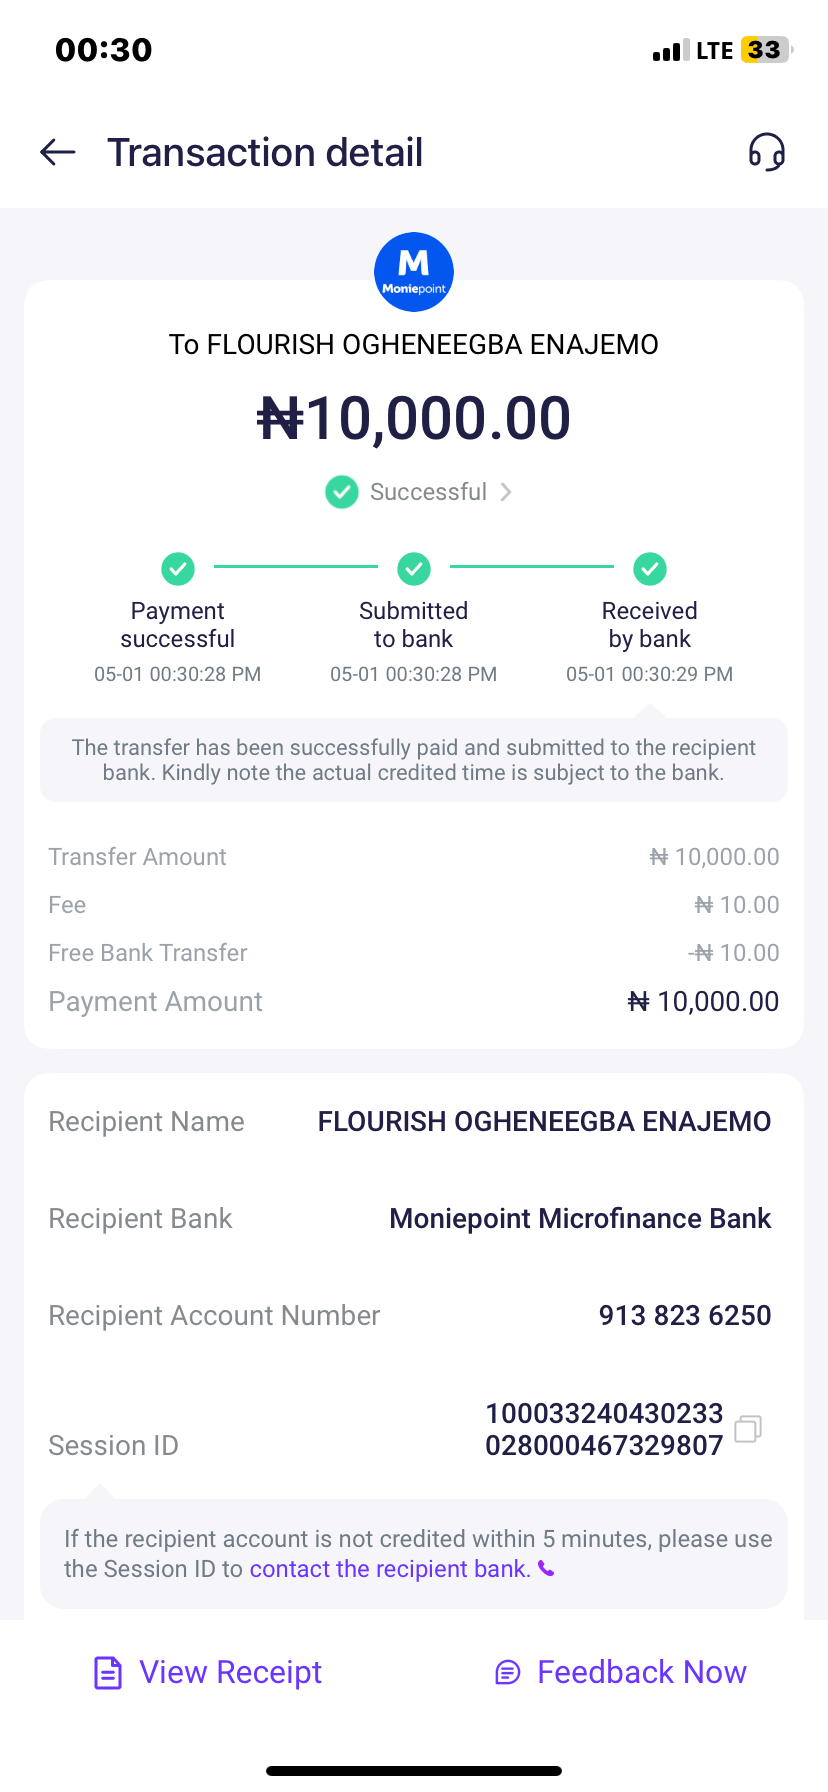 00:30
LTE 33
Transaction detail
M
Moniepoint
To FLOURISH OGHENEEGBA ENAJEMO
₦10,000.00
Successful
Payment
successful
05-01 00:30:28 PM
Submitted
to bank
05-01 00:30:28 PM
Received
by bank
05-01 00:30:29 PM
The transfer has been successfully paid and submitted to the recipient
bank. Kindly note the actual credited time is subject to the bank.
Transfer Amount ₦ 10,000.00
Fee ₦ 10.00
Free Bank Transfer -₦ 10.00
Payment Amount ₦ 10,000.00
Recipient Name FLOURISH OGHENEEGBA ENAJEMO
Recipient Bank Moniepoint Microfinance Bank
Recipient Account Number 913 823 6250
Session ID 100033240430233
028000467329807
If the recipient account is not credited within 5 minutes, please use
the Session ID to contact the recipient bank.
View Receipt Feedback Now